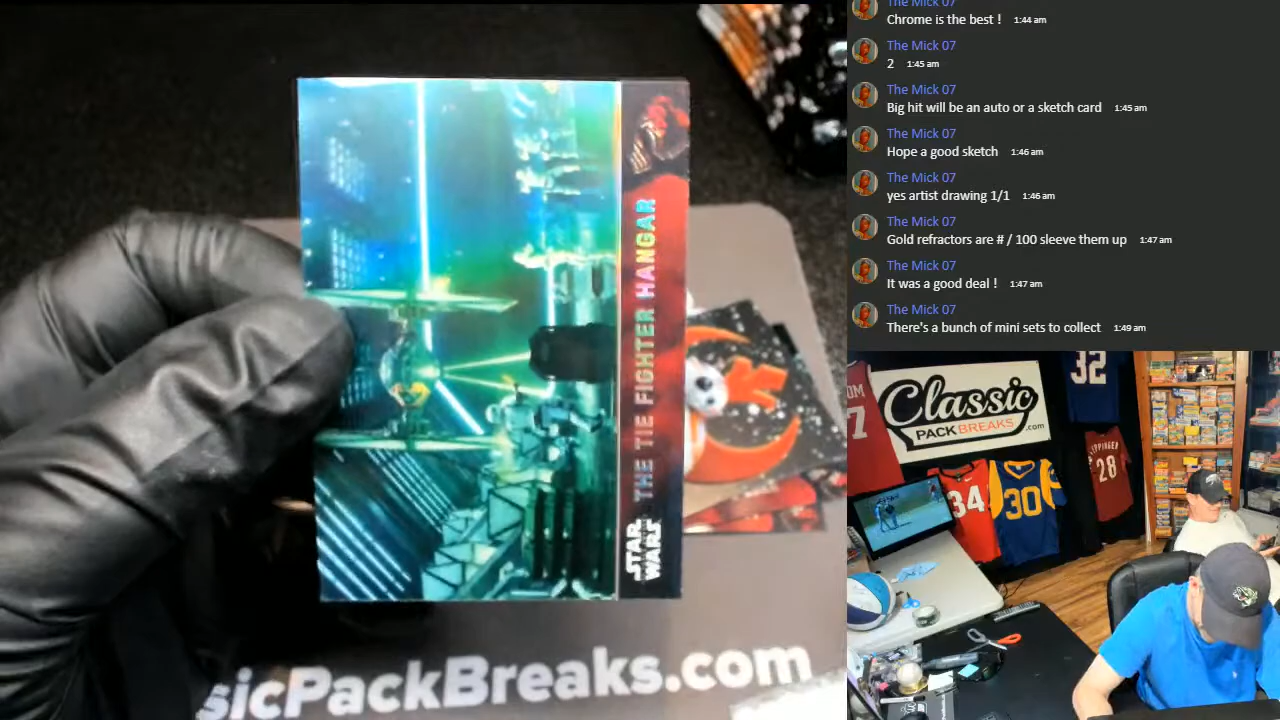 THE TIE FIGHTER HANGAR
STAR
WARS
sicPackBreaks.com
The Mick 07
Chrome is the best ! 1:44 am
The Mick 07
2 1:45 am
The Mick 07
Big hit will be an auto or a sketch card 1:45 am
The Mick 07
Hope a good sketch 1:46 am
The Mick 07
yes artist drawing 1/1 1:46 am
The Mick 07
Gold refractors are # / 100 sleeve them up 1:47 am
The Mick 07
It was a good deal ! 1:47 am
The Mick 07
There's a bunch of mini sets to collect 1:49 am
OM
7
Classic
PACK BREAKS.com
32
34
30
28